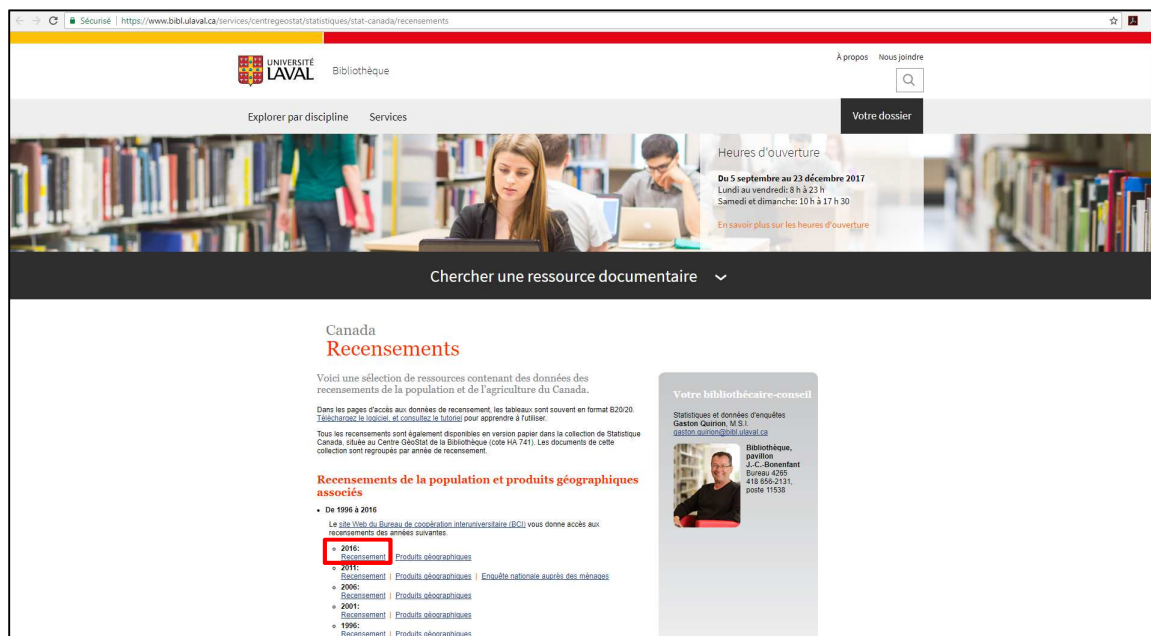 Sécurisé | https://www.bibl.ulaval.ca/services/centregeostat/statistiques/stat-canada/recensements
À propos Nous joindre
UNIVERSITÉ
LAVAL
Bibliothèque
Explorer par discipline Services Votre dossier
Heures d'ouverture
Du 5 septembre au 23 décembre 2017
Lundi au vendredi: 8 h à 23 h
Samedi et dimanche: 10 h à 17 h 30
En savoir plus sur les heures d'ouverture
Chercher une ressource documentaire
Canada
Recensements
Voici une sélection de ressources contenant des données des
recensements de la population et de l'agriculture du Canada.
Dans les pages d'accès aux données de recensement, les tableaux sont souvent en format B20/20.
Téléchargez le logiciel, et consultez le tutoriel pour apprendre à l'utiliser.
Tous les recensements sont également disponibles en version papier dans la collection de Statistique
Canada, située au Centre GéoStat de la Bibliothèque (cote HA 741). Les documents de cette
collection sont regroupés par année de recensement.
Recensements de la population et produits géographiques
associés
• De 1996 à 2016
Le site Web du Bureau de coopération interuniversitaire (BCI) vous donne accès aux
recensements des années suivantes.
2016:
Recensement Produits géographiques
2011:
Recensement | Produits géographiques | Enquête nationale auprès des ménages
2006:
Recensement | Produits géographiques
2001:
Recensement | Produits géographiques
1996:
Recensement | Produits géographiques
Votre bibliothécaire-conseil
Statistiques et données d'enquêtes
Gaston Quirion, M.S.I.
gaston.quirion@bibl.ulaval.ca
Bibliothèque,
pavillon
J.-C.-Bonenfant
Bureau 4265
418 656-2131,
poste 11538